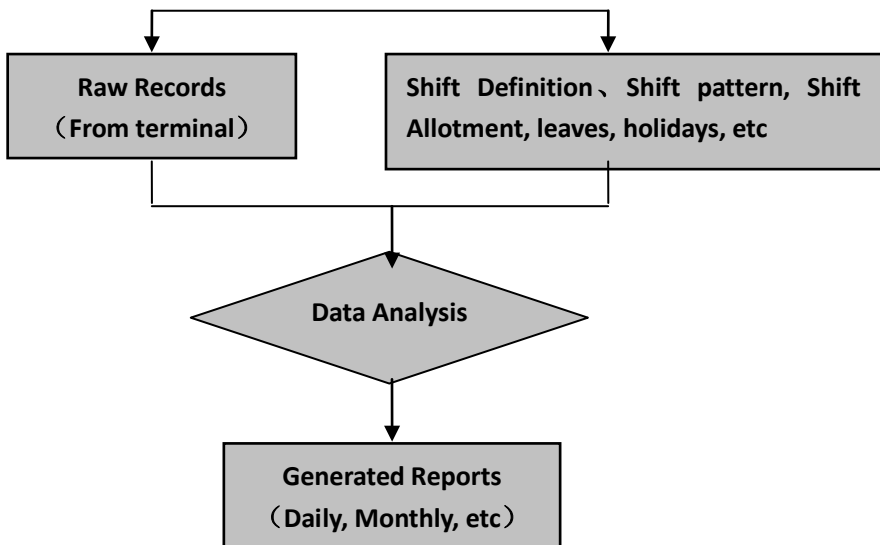 Raw Records
（From terminal）
Shift Definition、Shift pattern, Shift
Allotment, leaves, holidays, etc
Data Analysis
Generated Reports
（Daily, Monthly, etc）